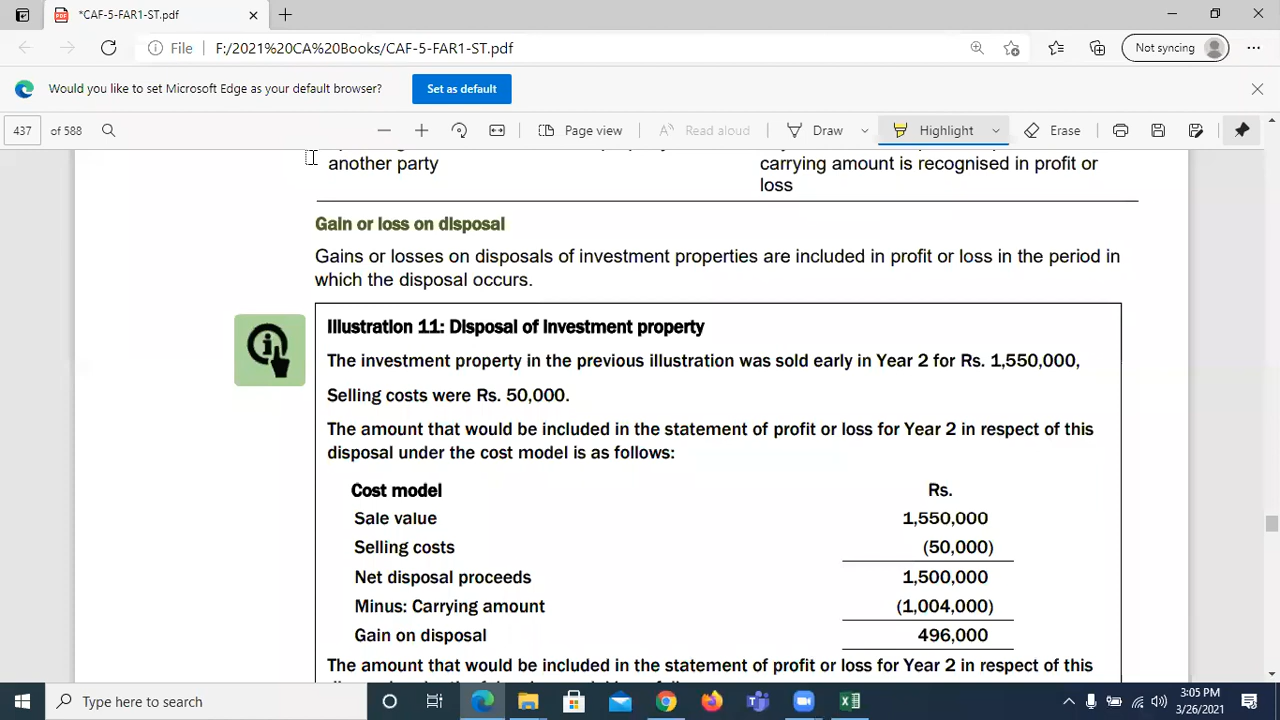 *CAF-5-FAR1-ST.pdf
File F:/2021%20CA%20Books/CAF-5-FAR1-ST.pdf Not syncing
Would you like to set Microsoft Edge as your default browser? Set as default
437 of 588 Page view Read aloud Draw Highlight Erase
another party carrying amount is recognised in profit or
loss
Gain or loss on disposal
Gains or losses on disposals of investment properties are included in profit or loss in the period in
which the disposal occurs.
Illustration 11: Disposal of investment property
The investment property in the previous illustration was sold early in Year 2 for Rs. 1,550,000,
Selling costs were Rs. 50,000.
The amount that would be included in the statement of profit or loss for Year 2 in respect of this
disposal under the cost model is as follows:
Cost model Rs.
Sale value 1,550,000
Selling costs (50,000)
Net disposal proceeds 1,500,000
Minus: Carrying amount (1,004,000)
Gain on disposal 496,000
The amount that would be included in the statement of profit or loss for Year 2 in respect of this
Type here to search 3:05 PM
3/26/2021